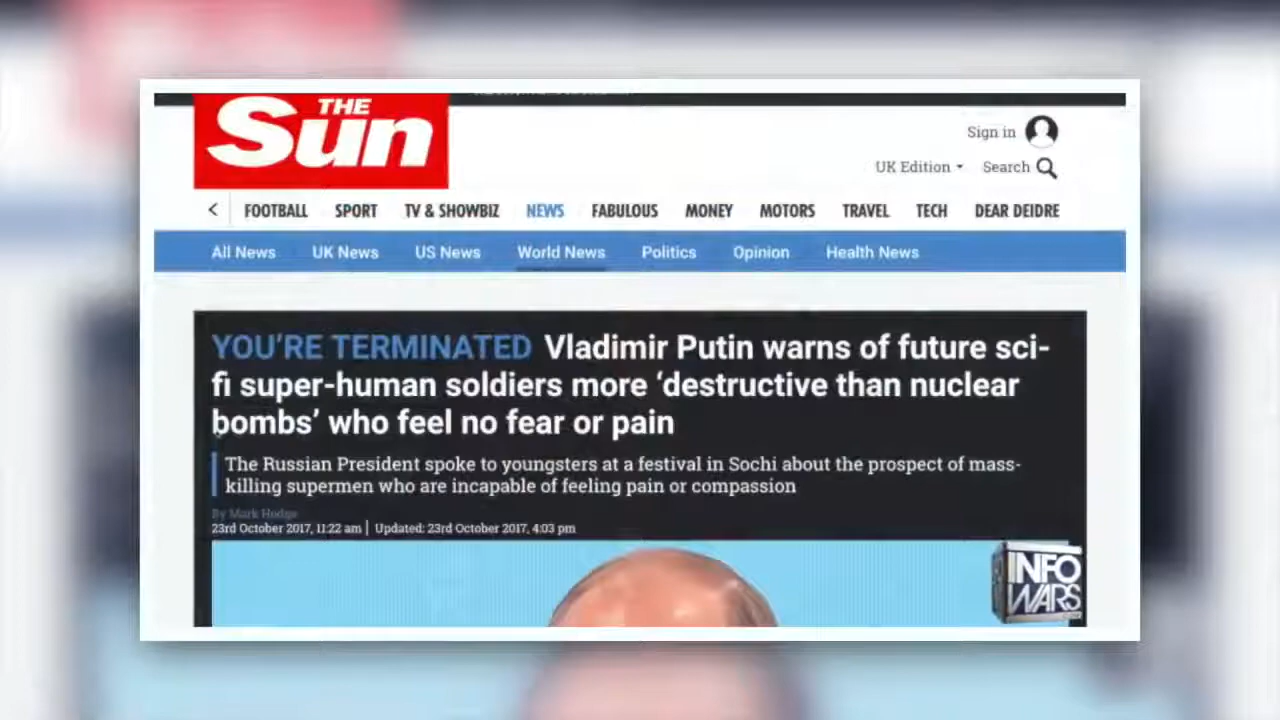 THE
Sun
Sign in
UK Edition
Search
< FOOTBALL SPORT TV & SHOWBIZ NEWS FABULOUS MONEY MOTORS TRAVEL TECH DEAR DEIDRE
All News UK News US News World News Politics Opinion Health News
YOU'RE TERMINATED Vladimir Putin warns of future sci-
fi super-human soldiers more ‘destructive than nuclear
bombs’ who feel no fear or pain
The Russian President spoke to youngsters at a festival in Sochi about the prospect of mass-
killing supermen who are incapable of feeling pain or compassion
By Mark Hodge
23rd October 2017, 11:22 am | Updated: 23rd October 2017, 4:03 pm
INFO
WARS